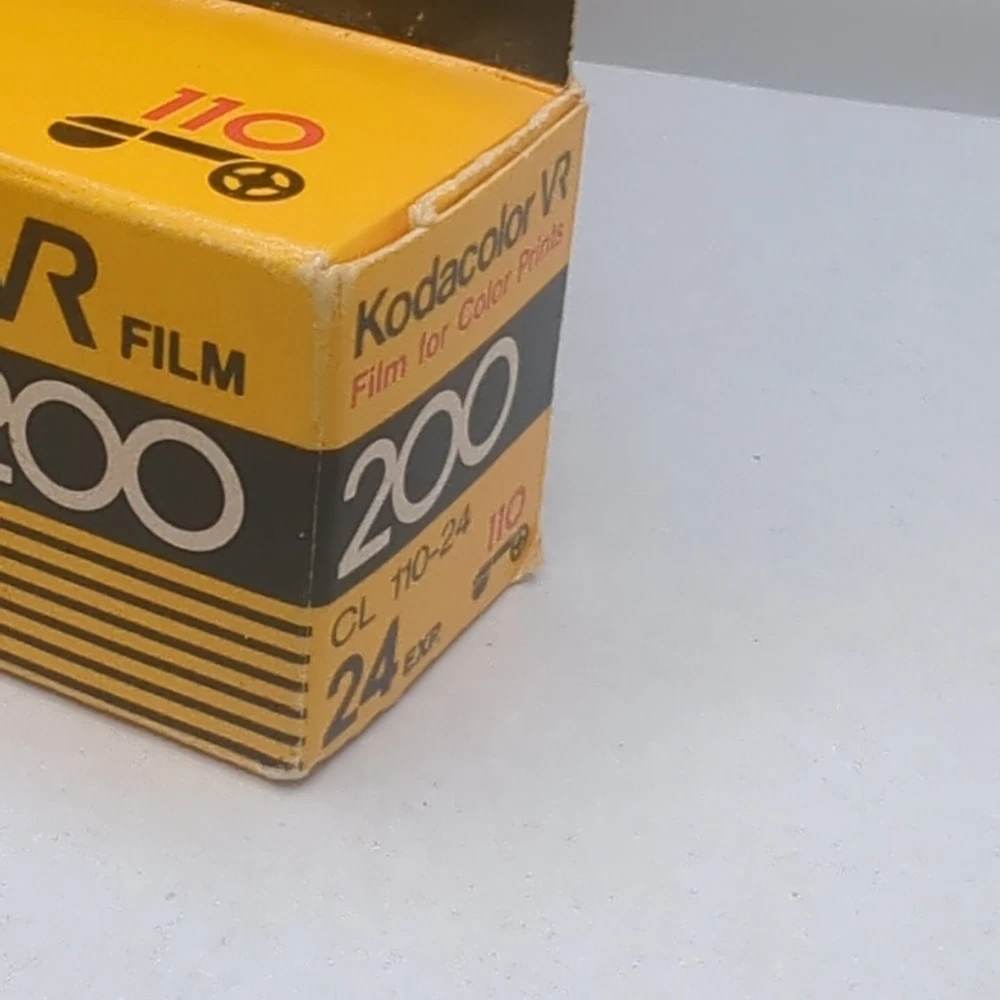 110
VR FILM
200
Kodacolor VR
Film for Color Prints
200
CL 110-24
110
24 EXP.